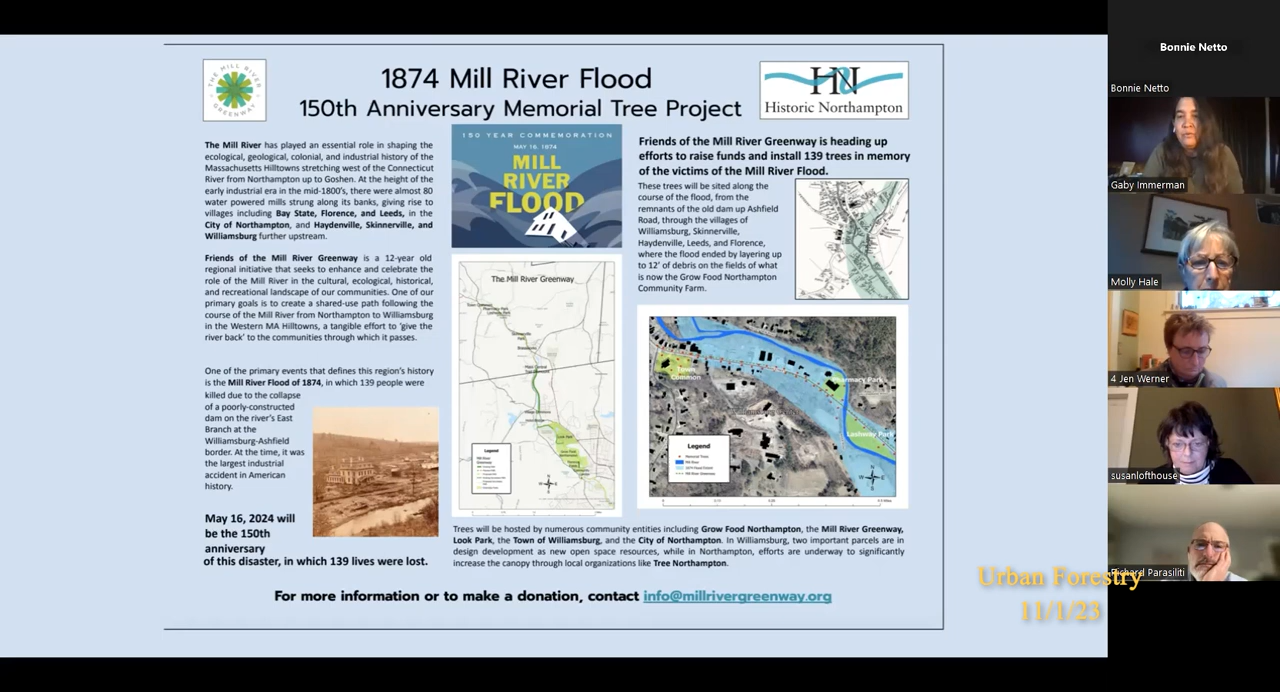 1874 Mill River Flood
150th Anniversary Memorial Tree Project
THE MILL RIVER
GREENWAY
HN
Historic Northampton
The Mill River has played an essential role in shaping the
ecological, geological, colonial, and industrial history of the
Massachusetts Hilltowns stretching west of the Connecticut
River from Northampton up to Goshen. At the height of the
early industrial era in the mid-1800's, there were almost 80
water powered mills strung along its banks, giving rise to
villages including Bay State, Florence, and Leeds, in the
City of Northampton, and Haydenville, Skinnerville, and
Williamsburg further upstream.
Friends of the Mill River Greenway is a 12-year old
regional initiative that seeks to enhance and celebrate the
role of the Mill River in the cultural, ecological, historical,
and recreational landscape of our communities. One of our
primary goals is to create a shared-use path following the
course of the Mill River from Northampton to Williamsburg
in the Western MA Hilltowns, a tangible effort to 'give the
river back' to the communities through which it passes.
One of the primary events that defines this region's history
is the Mill River Flood of 1874, in which 139 people were
killed due to the collapse
of a poorly-constructed
dam on the river's East
Branch at the
Williamsburg-Ashfield
border. At the time, it was
the largest industrial
accident in American
history.
May 16, 2024 will
be the 150th
anniversary
of this disaster, in which 139 lives were lost.
150 YEAR COMMEMORATION
MAY 16, 1874
MILL
RIVER
FLOOD
The Mill River Greenway
Legend
Friends of the Mill River Greenway is heading up
efforts to raise funds and install 139 trees in memory
of the victims of the Mill River Flood.
These trees will be sited along the
course of the flood, from the
remnants of the old dam up Ashfield
Road, through the villages of
Williamsburg, Skinnerville,
Haydenville, Leeds, and Florence,
where the flood ended by layering up
to 12' of debris on the fields of what
is now the Grow Food Northampton
Community Farm.
Town
Common
Pharmacy Park
Lashway Park
Legend
Memorial Trees
Mill River
1874 Flood Extent
Mill River Greenway
Trees will be hosted by numerous community entities including Grow Food Northampton, the Mill River Greenway,
Look Park, the Town of Williamsburg, and the City of Northampton. In Williamsburg, two important parcels are in
design development as new open space resources, while in Northampton, efforts are underway to significantly
increase the canopy through local organizations like Tree Northampton.
For more information or to make a donation, contact info@millrivergreenway.org
Bonnie Netto
Bonnie Netto
Gaby Immerman
Molly Hale
4 Jen Werner
susanlofthouse
Richard Parasiliti
Urban Forestry
11/1/23